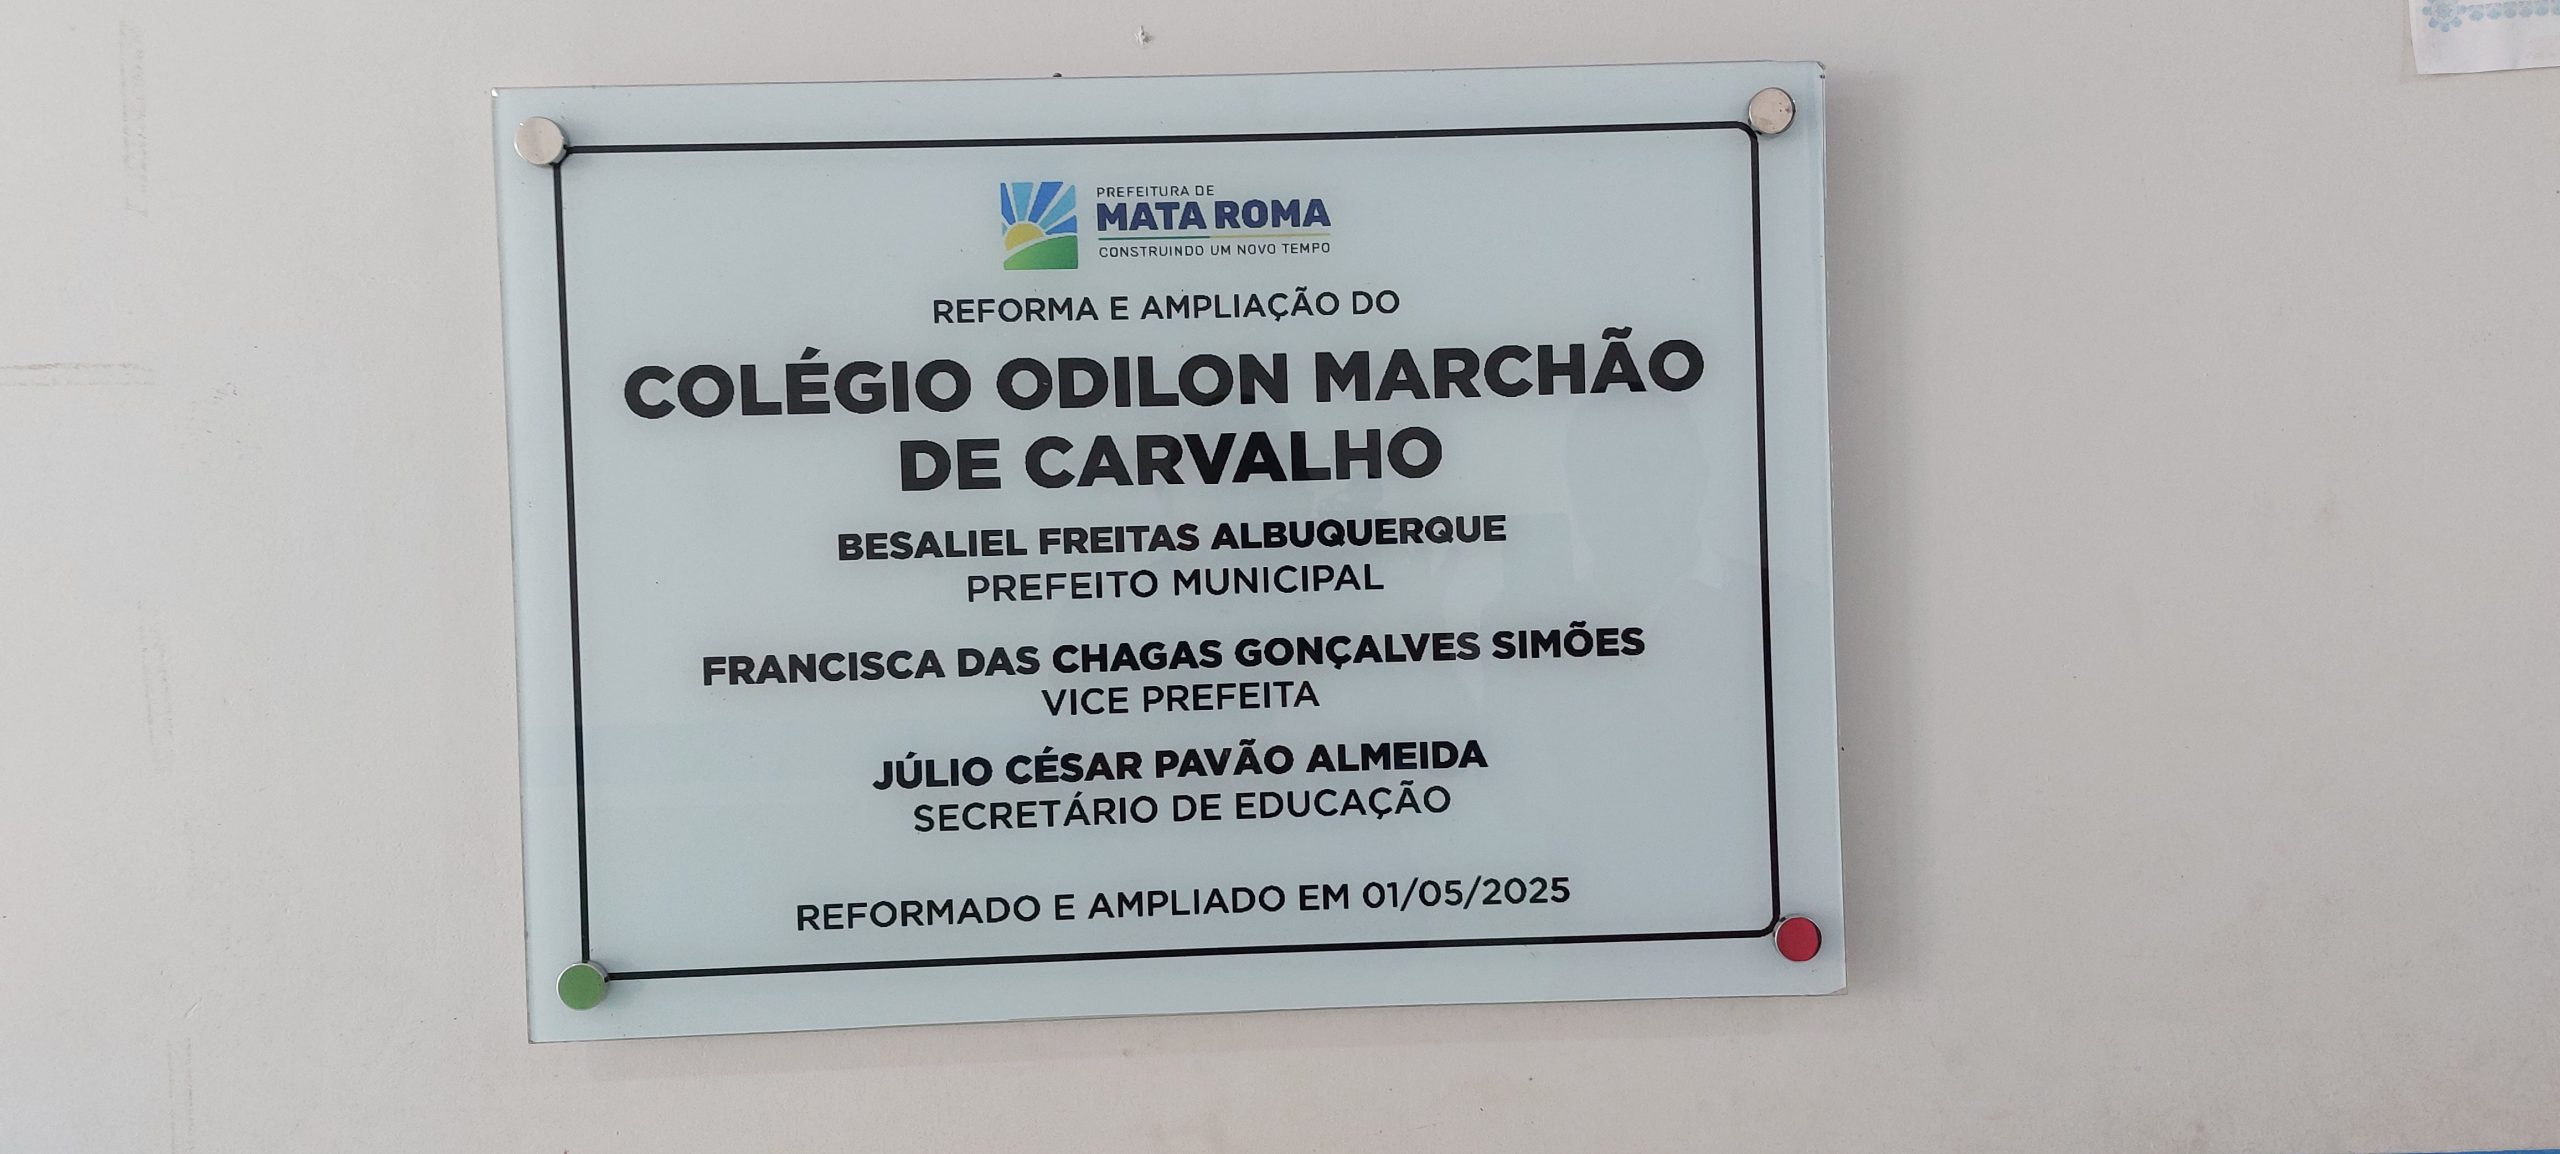 PREFEITURA DE
MATA ROMA
CONSTRUINDO UM NOVO TEMPO
REFORMA E AMPLIAÇÃO DO
COLÉGIO ODILON MARCHÃO
DE CARVALHO
BESALIEL FREITAS ALBUQUERQUE
PREFEITO MUNICIPAL
FRANCISCA DAS CHAGAS GONÇALVES SIMÕES
VICE PREFEITA
JÚLIO CÉSAR PAVÃO ALMEIDA
SECRETÁRIO DE EDUCAÇÃO
REFORMADO E AMPLIADO EM 01/05/2025